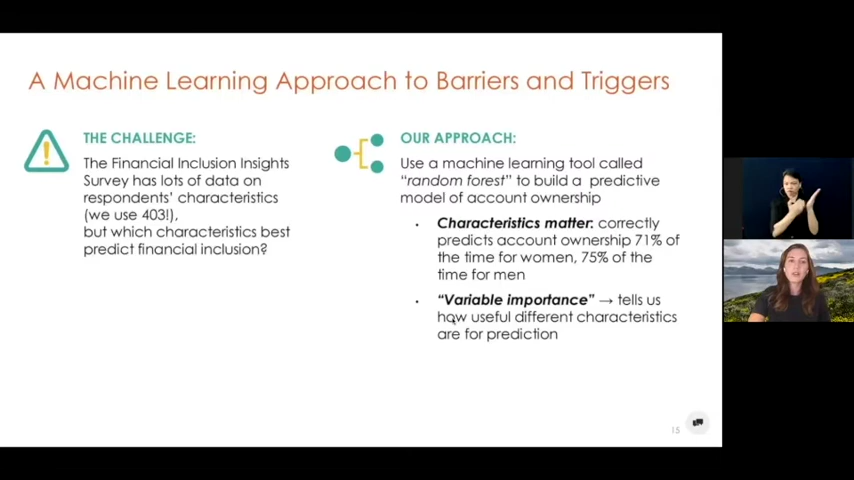 A Machine Learning Approach to Barriers and Triggers
THE CHALLENGE:
The Financial Inclusion Insights
Survey has lots of data on
respondents' characteristics
(we use 403!),
but which characteristics best
predict financial inclusion?
OUR APPROACH:
Use a machine learning tool called
"random forest" to build a predictive
model of account ownership
• Characteristics matter: correctly
predicts account ownership 71% of
the time for women, 75% of the
time for men
• "Variable importance" → tells us
how useful different characteristics
are for prediction
15